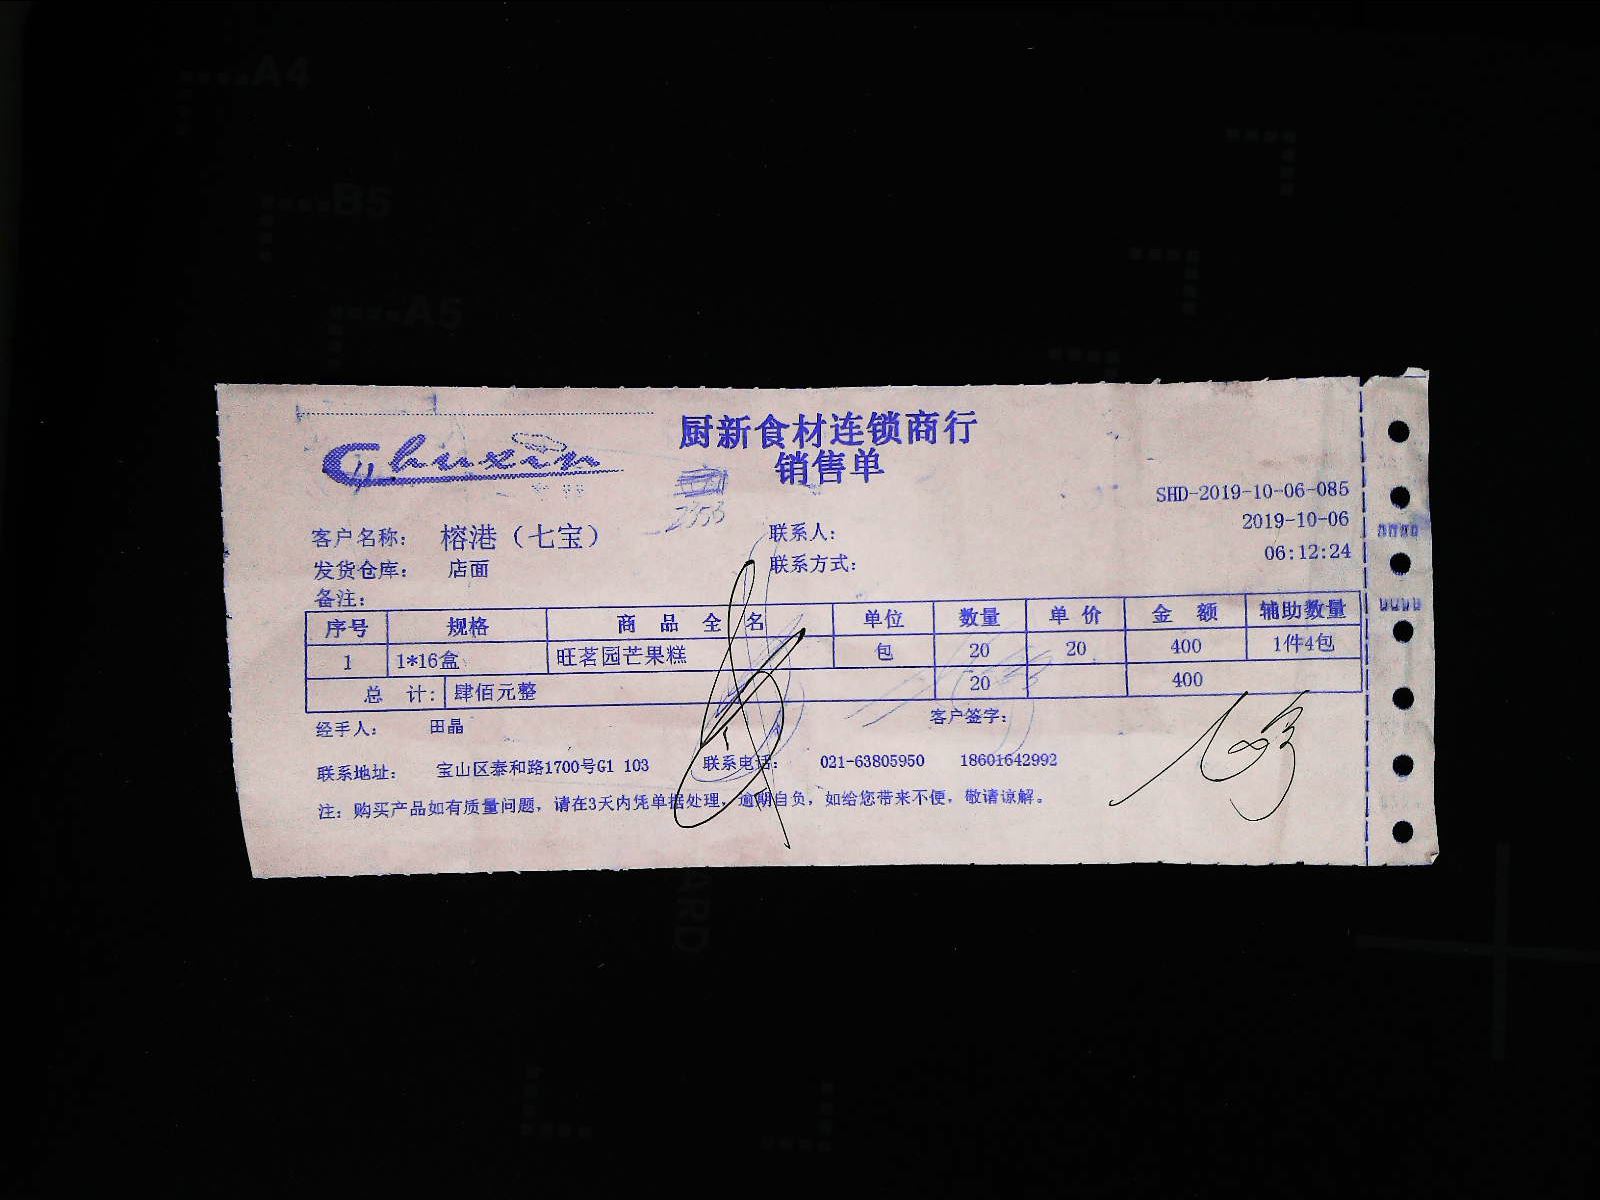 A4
B5
A5
Chuxin
厨新食材连锁商行
销售单
2353
SHD-2019-10-06-085
2019-10-06
06:12:24
客户名称： 榕港（七宝） 联系人：
发货仓库： 店面 联系方式：
备注：
序号 规格 商品全名 单位 数量 单价 金额 辅助数量
1 1*16盒 旺茗园芒果糕 包 20 20 400 1件4包
总 计： 肆佰元整 20 400
经手人： 田晶 客户签字：
联系地址： 宝山区泰和路1700号G1 103 联系电话： 021-63805950 18601642992
注：购买产品如有质量问题，请在3天内凭单据处理，逾期自负，如给您带来不便，敬请谅解。
ARD